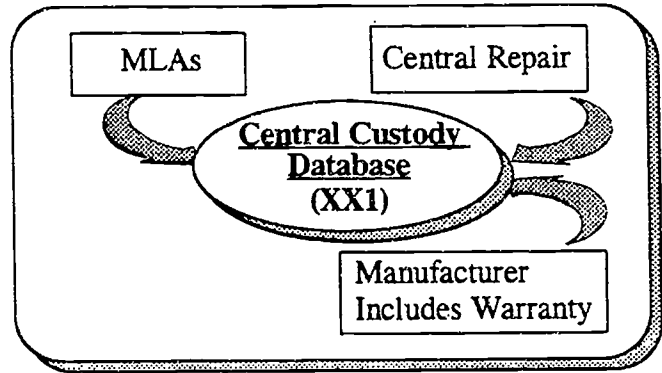 MLAs
Central Repair
Central Custody
Database
(XX1)
Manufacturer
Includes Warranty